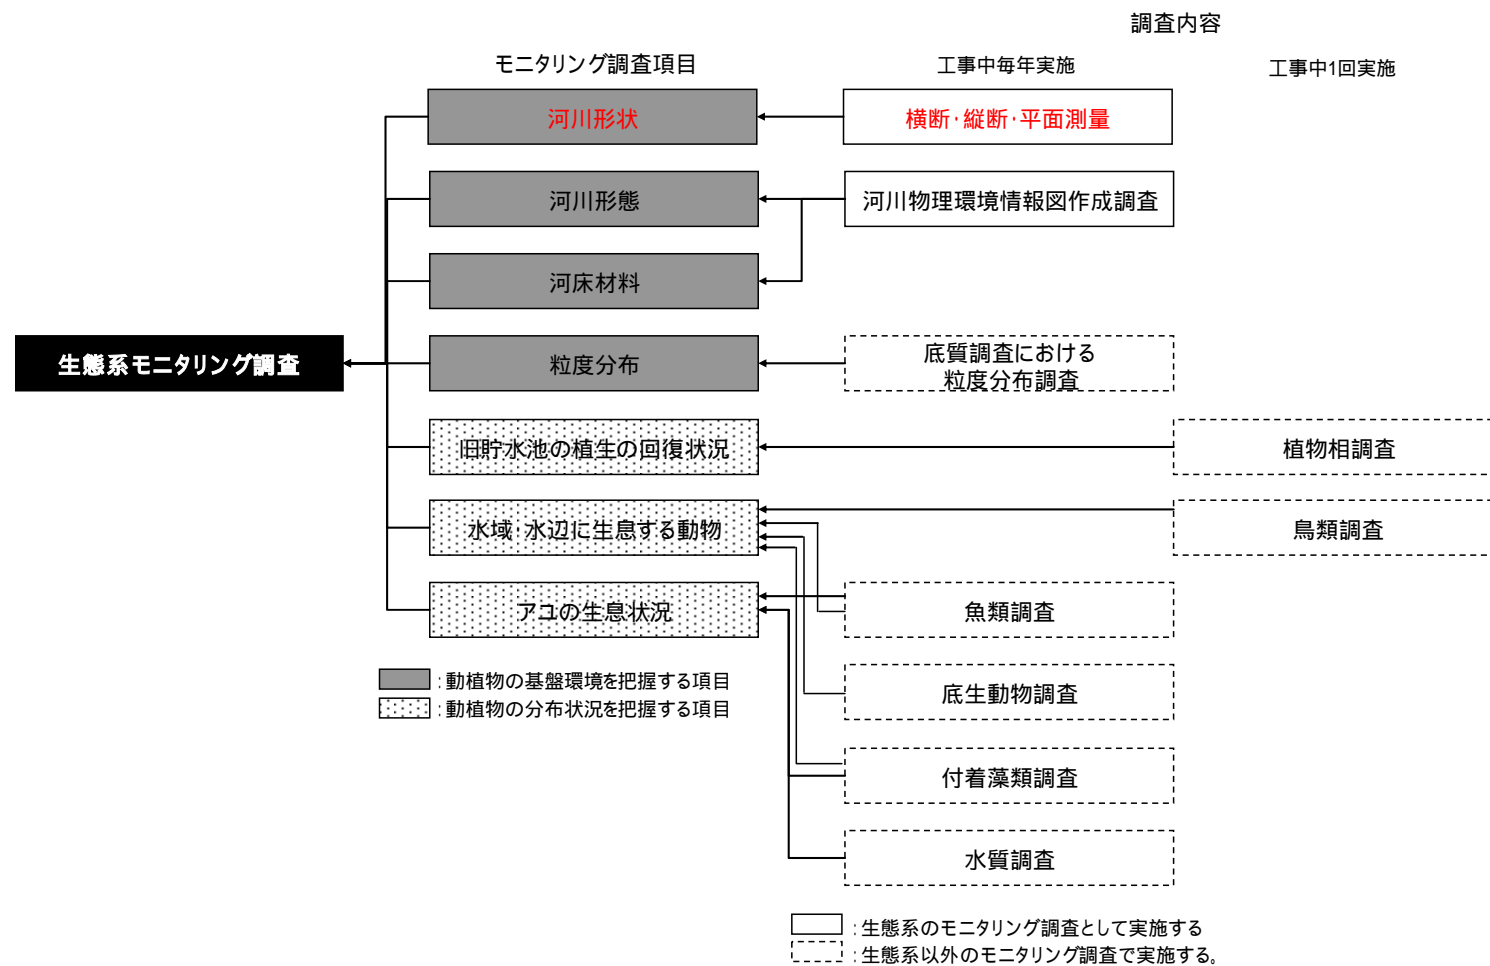 調査内容
モニタリング調査項目
工事中毎年実施
工事中1回実施
河川形状
横断・縦断・平面測量
河川形態
河川物理環境情報図作成調査
河床材料
生態系モニタリング調査
粒度分布
底質調査における
粒度分布調査
旧貯水池の植生の回復状況
植物相調査
水域・水辺に生息する動物
鳥類調査
アユの生息状況
魚類調査
:動植物の基盤環境を把握する項目
:動植物の分布状況を把握する項目
底生動物調査
付着藻類調査
水質調査
:生態系のモニタリング調査として実施する
:生態系以外のモニタリング調査で実施する。